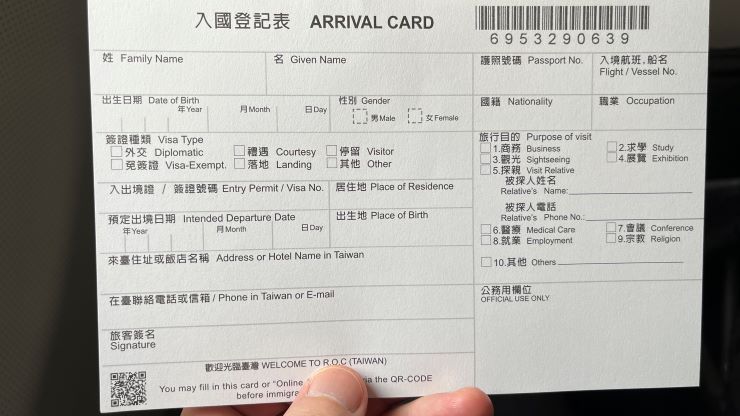 入國登記表 ARRIVAL CARD
6953290639
姓 Family Name
名 Given Name
護照號碼 Passport No.
入境航班.船名
Flight / Vessel No.
出生日期 Date of Birth
年Year 月Month 日Day
性別 Gender
男Male 女Female
國籍 Nationality
職業 Occupation
簽證種類 Visa Type
外交 Diplomatic 禮遇 Courtesy 停留 Visitor
免簽證 Visa-Exempt. 落地 Landing 其他 Other
旅行目的 Purpose of visit
1.商務 Business 2.求學 Study
3.觀光 Sightseeing 4.展覽 Exhibition
5.探親 Visit Relative
被探人姓名
Relative's Name:
被探人電話
Relative's Phone No.:
6.醫療 Medical Care 7.會議 Conference
8.就業 Employment 9.宗教 Religion
10.其他 Others
入出境證 / 簽證號碼 Entry Permit / Visa No.
居住地 Place of Residence
預定出境日期 Intended Departure Date
年Year 月Month 日Day
出生地 Place of Birth
來臺住址或飯店名稱 Address or Hotel Name in Taiwan
在臺聯絡電話或信箱 / Phone in Taiwan or E-mail
旅客簽名
Signature
公務用欄位
OFFICIAL USE ONLY
歡迎光臨臺灣 WELCOME TO R.O.C (TAIWAN)
You may fill in this card or "Online the QR-CODE
before